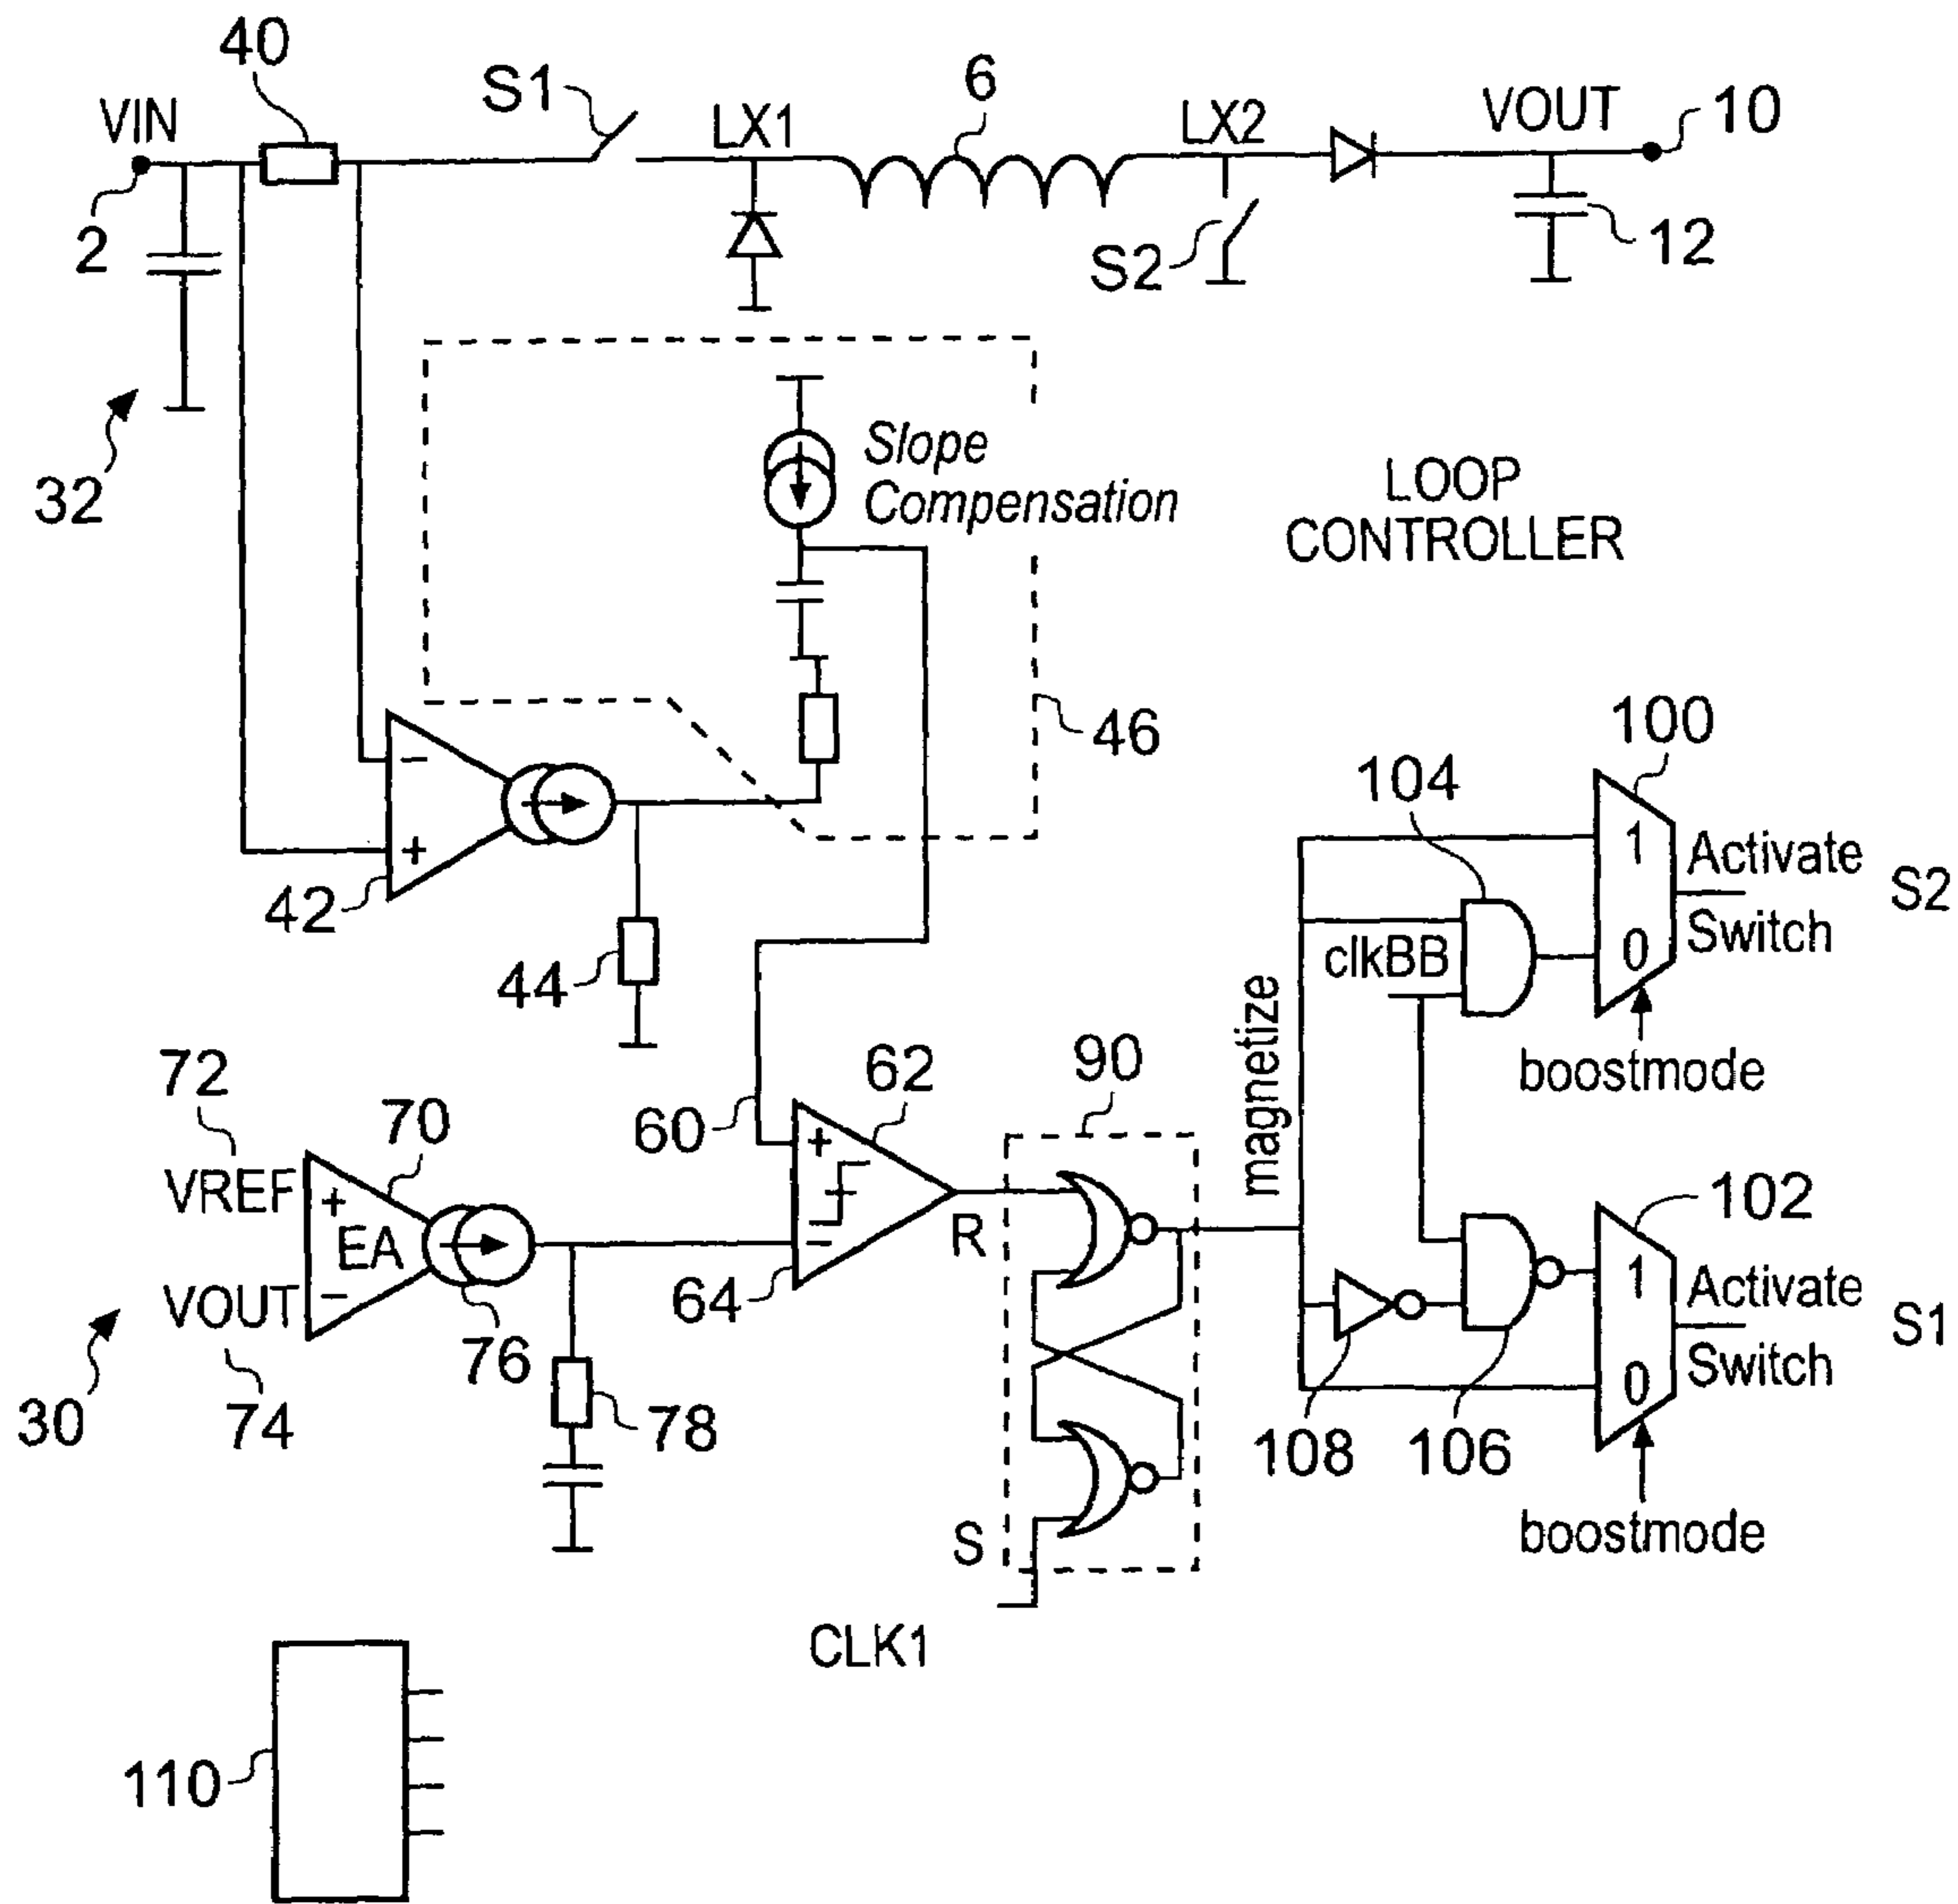 40
S1
6
VIN
LX1
LX2
VOUT
10
2
S2
12
32
Slope
Compensation
LOOP
CONTROLLER
46
100
104
1
Activate
S2
42
−
+
clkBB
0
Switch
44
magnetize
boostmode
72
70
62
90
60
VREF
+
EA
VOUT
−
+
−
R
102
64
1
Activate
S1
76
Switch
30
74
78
0
108
106
S
boostmode
CLK1
110